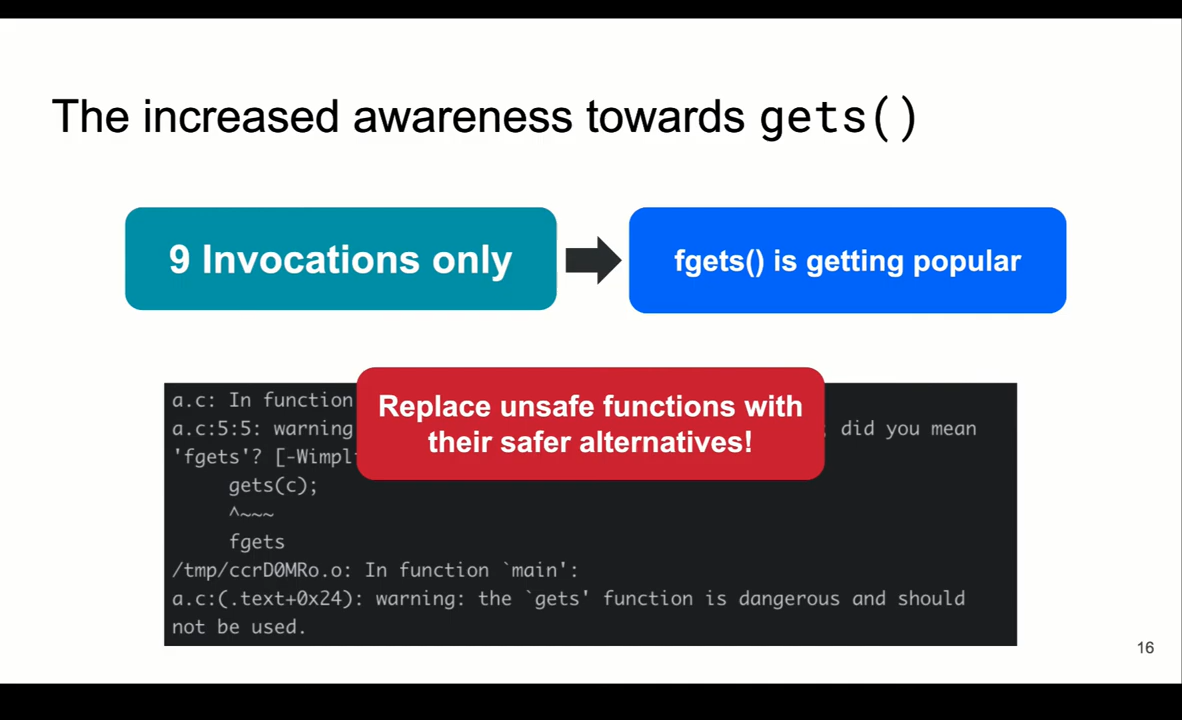 The increased awareness towards gets()
9 Invocations only
fgets() is getting popular
Replace unsafe functions with
their safer alternatives!
a.c: In function
a.c:5:5: warning did you mean
'fgets'? [-Wimpl
gets(c);
^~~~
fgets
/tmp/ccrD0MRo.o: In function `main':
a.c:(.text+0x24): warning: the `gets' function is dangerous and should
not be used.
16